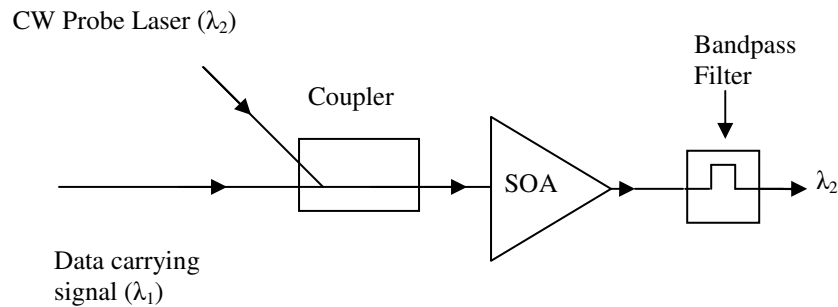 CW Probe Laser (λ₂)
Bandpass
Filter
Coupler
SOA
λ₂
Data carrying
signal (λ₁)